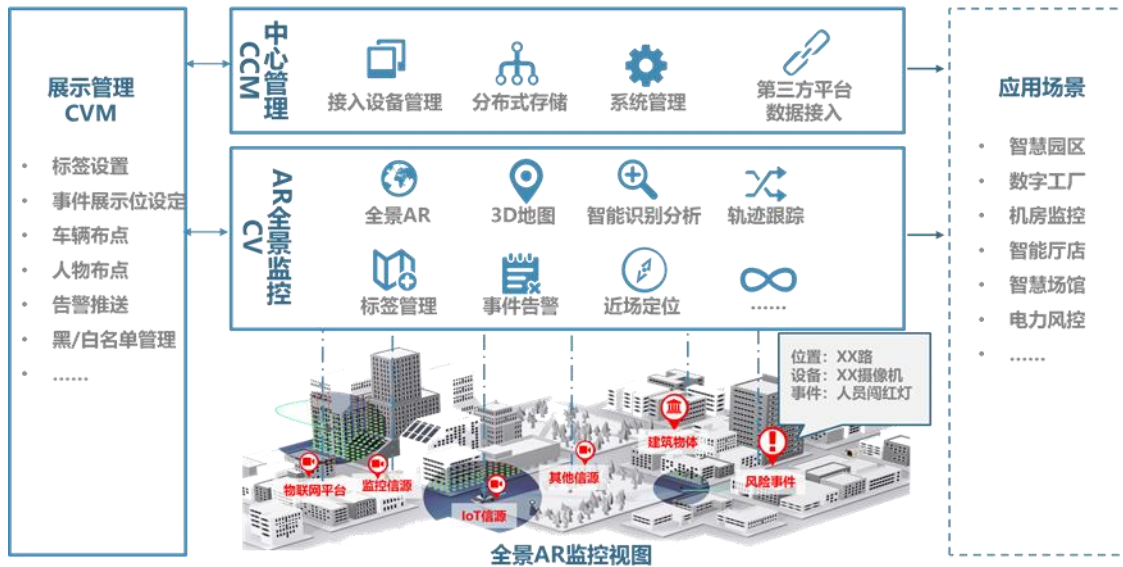 展示管理
CVM
• 标签设置
• 事件展示位设定
• 车辆布点
• 人物布点
• 告警推送
• 黑/白名单管理
• ......
中心管理
CCM
接入设备管理
分布式存储
系统管理
第三方平台
数据接入
AR全景监控
CV
全景AR
3D地图
智能识别分析
轨迹跟踪
标签管理
事件告警
近场定位
......
位置：XX路
设备：XX摄像机
事件：人员闯红灯
物联网平台
监控信源
IoT信源
其他信源
建筑物体
风险事件
全景AR监控视图
应用场景
• 智慧园区
• 数字工厂
• 机房监控
• 智能厅店
• 智慧场馆
• 电力风控
• ......